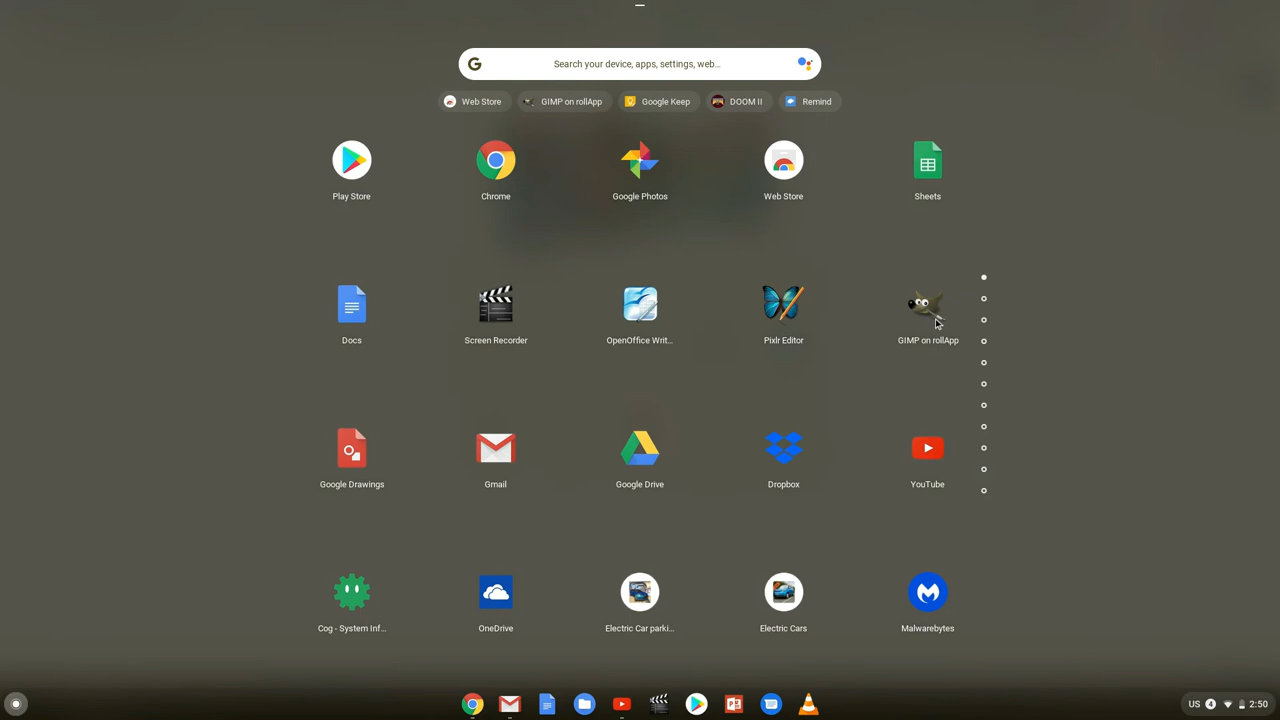 Search your device, apps, settings, web...
Web Store GIMP on rollApp Google Keep DOOM II Remind
Play Store Chrome Google Photos Web Store Sheets
Docs Screen Recorder OpenOffice Writ... Pixlr Editor GIMP on rollApp
Google Drawings Gmail Google Drive Dropbox YouTube
Cog - System Inf... OneDrive Electric Car parki... Electric Cars Malwarebytes
US 4 2:50